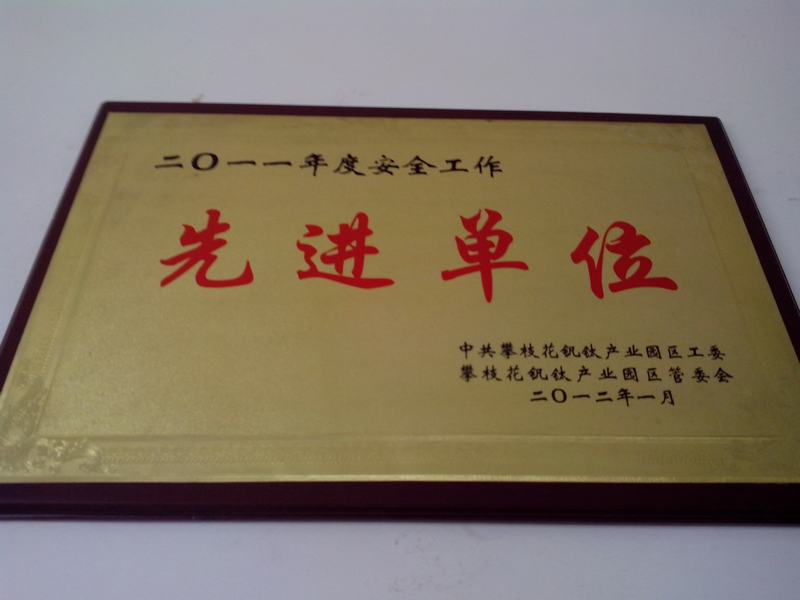 二〇一一年度安全工作
先进单位
中共攀枝花钒钛产业园区工委
攀枝花钒钛产业园区管委会
二〇一二年一月